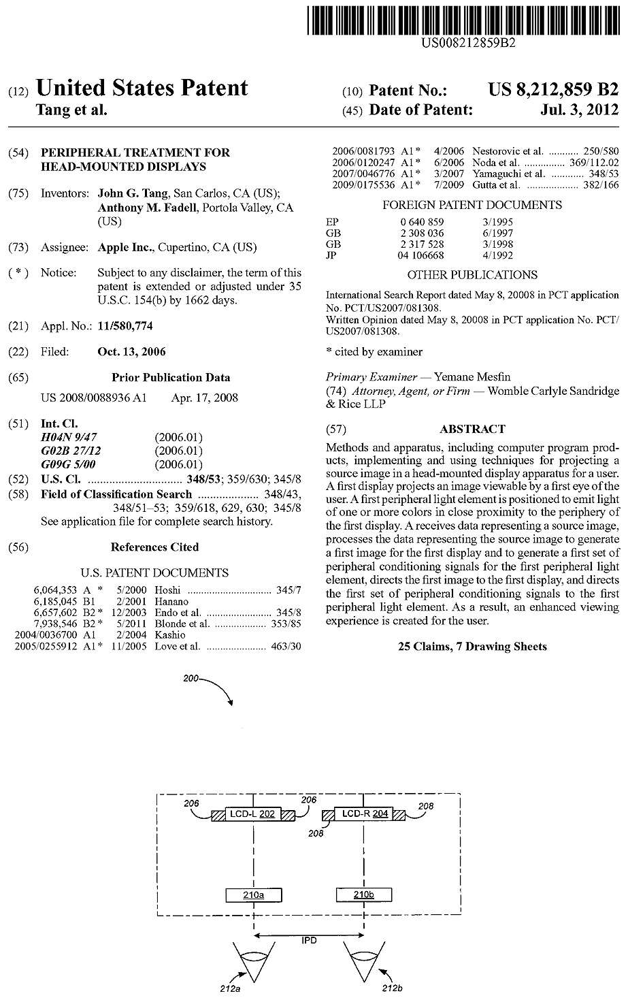 US008212859B2
(12) United States Patent
Tang et al.
(10) Patent No.: US 8,212,859 B2
(45) Date of Patent: Jul. 3, 2012
(54) PERIPHERAL TREATMENT FOR
HEAD-MOUNTED DISPLAYS
(75) Inventors: John G. Tang, San Carlos, CA (US);
Anthony M. Fadell, Portola Valley, CA
(US)
(73) Assignee: Apple Inc., Cupertino, CA (US)
( * ) Notice: Subject to any disclaimer, the term of this
patent is extended or adjusted under 35
U.S.C. 154(b) by 1662 days.
(21) Appl. No.: 11/580,774
(22) Filed: Oct. 13, 2006
(65) Prior Publication Data
US 2008/0088936 A1 Apr. 17, 2008
(51) Int. Cl.
H04N 9/47 (2006.01)
G02B 27/12 (2006.01)
G09G 5/00 (2006.01)
(52) U.S. Cl. ............................... 348/53; 359/630; 345/8
(58) Field of Classification Search .................... 348/43,
348/51–53; 359/618, 629, 630; 345/8
See application file for complete search history.
(56) References Cited
U.S. PATENT DOCUMENTS
6,064,353 A * 5/2000 Hoshi ............................ 345/7
6,185,045 B1 2/2001 Hanano
6,657,602 B2 * 12/2003 Endo et al. ...................... 345/8
7,938,546 B2 * 5/2011 Blonde et al. ................... 353/85
2004/0036700 A1 2/2004 Kashio
2005/0255912 A1 * 11/2005 Love et al. ...................... 463/30
2006/0081793 A1 * 4/2006 Nestorovic et al. ........... 250/580
2006/0120247 A1 * 6/2006 Noda et al. ............... 369/112.02
2007/0046776 A1 * 3/2007 Yamaguchi et al. ............ 348/53
2009/0175536 A1 * 7/2009 Gutta et al. .................... 382/166
FOREIGN PATENT DOCUMENTS
EP 0 640 859 3/1995
GB 2 308 036 6/1997
GB 2 317 528 3/1998
JP 04 106668 4/1992
OTHER PUBLICATIONS
International Search Report dated May 8, 20008 in PCT application
No. PCT/US2007/081308.
Written Opinion dated May 8, 20008 in PCT application No. PCT/
US2007/081308.
* cited by examiner
Primary Examiner — Yemane Mesfin
(74) Attorney, Agent, or Firm — Womble Carlyle Sandridge
& Rice LLP
(57) ABSTRACT
Methods and apparatus, including computer program prod-
ucts, implementing and using techniques for projecting a
source image in a head-mounted display apparatus for a user.
A first display projects an image viewable by a first eye of the
user. A first peripheral light element is positioned to emit light
of one or more colors in close proximity to the periphery of
the first display. A receives data representing a source image,
processes the data representing the source image to generate
a first image for the first display and to generate a first set of
peripheral conditioning signals for the first peripheral light
element, directs the first image to the first display, and directs
the first set of peripheral conditioning signals to the first
peripheral light element. As a result, an enhanced viewing
experience is created for the user.
25 Claims, 7 Drawing Sheets
200
206 206 208
LCD-L 202 LCD-R 204
208
210a 210b
IPD
212a 212b